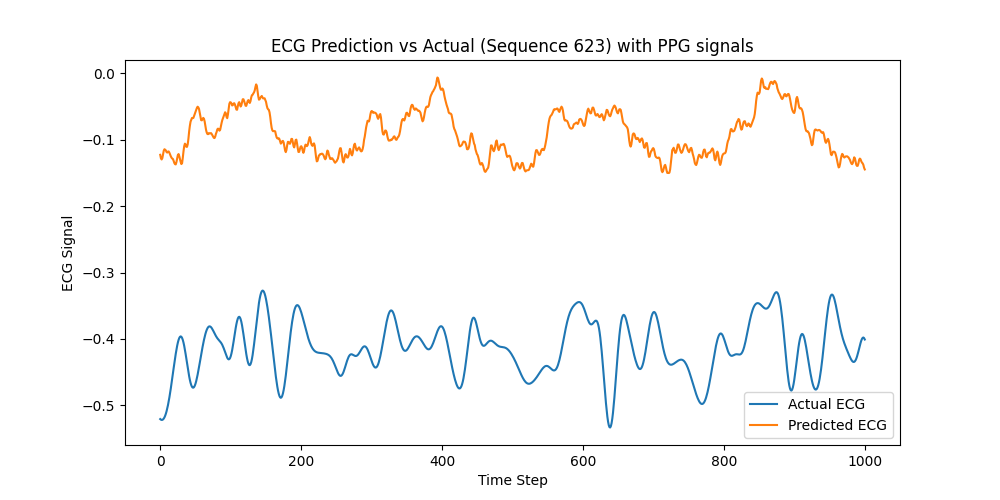 ECG Prediction vs Actual (Sequence 623) with PPG signals
ECG Signal
0.0
−0.1
−0.2
−0.3
−0.4
−0.5
0
200
400
600
800
1000
Time Step
Actual ECG
Predicted ECG